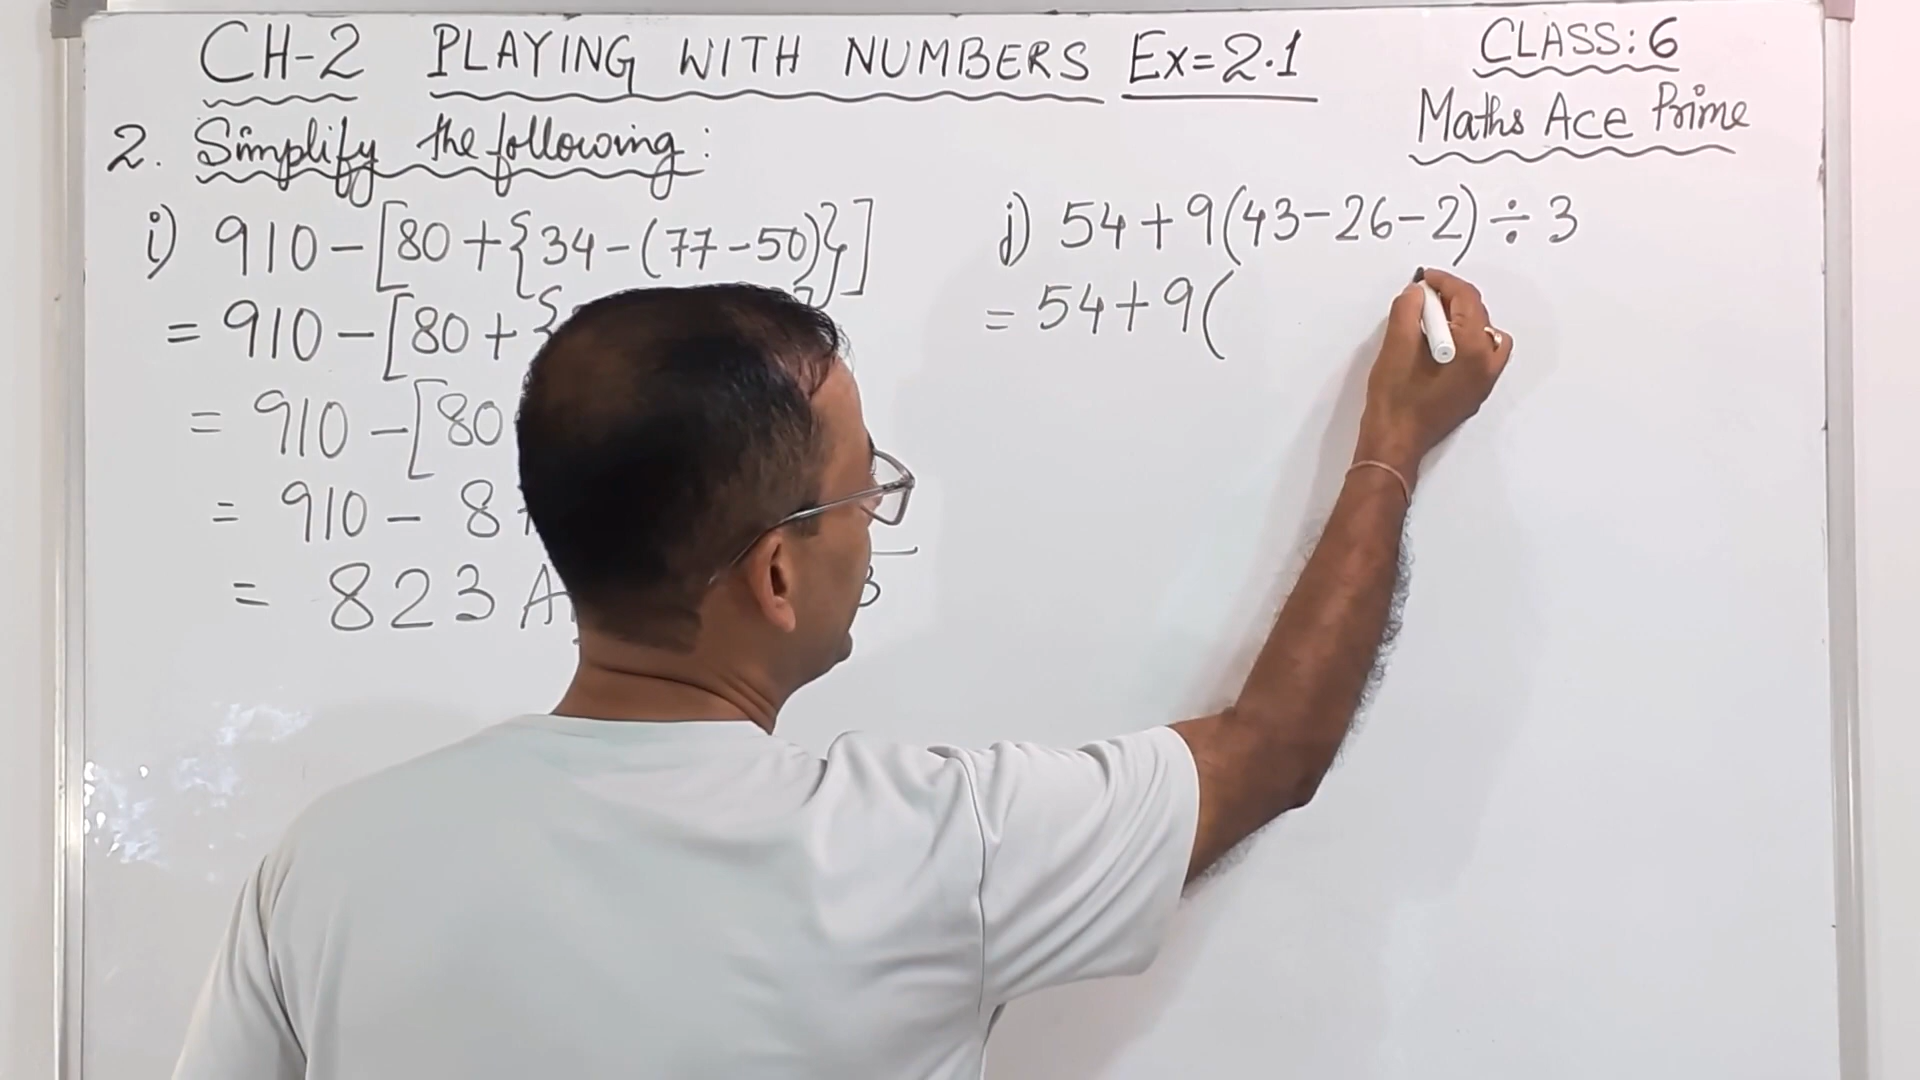 CH-2 PLAYING WITH NUMBERS Ex=2.1
CLASS:6
Maths Ace Prime
2. Simplify the following:
i) 910-[80+{34-(77-50)}]
= 910-[80+{
= 910-[80
= 910- 8
= 823
j) 54+9(43-26-2)÷3
= 54+9(